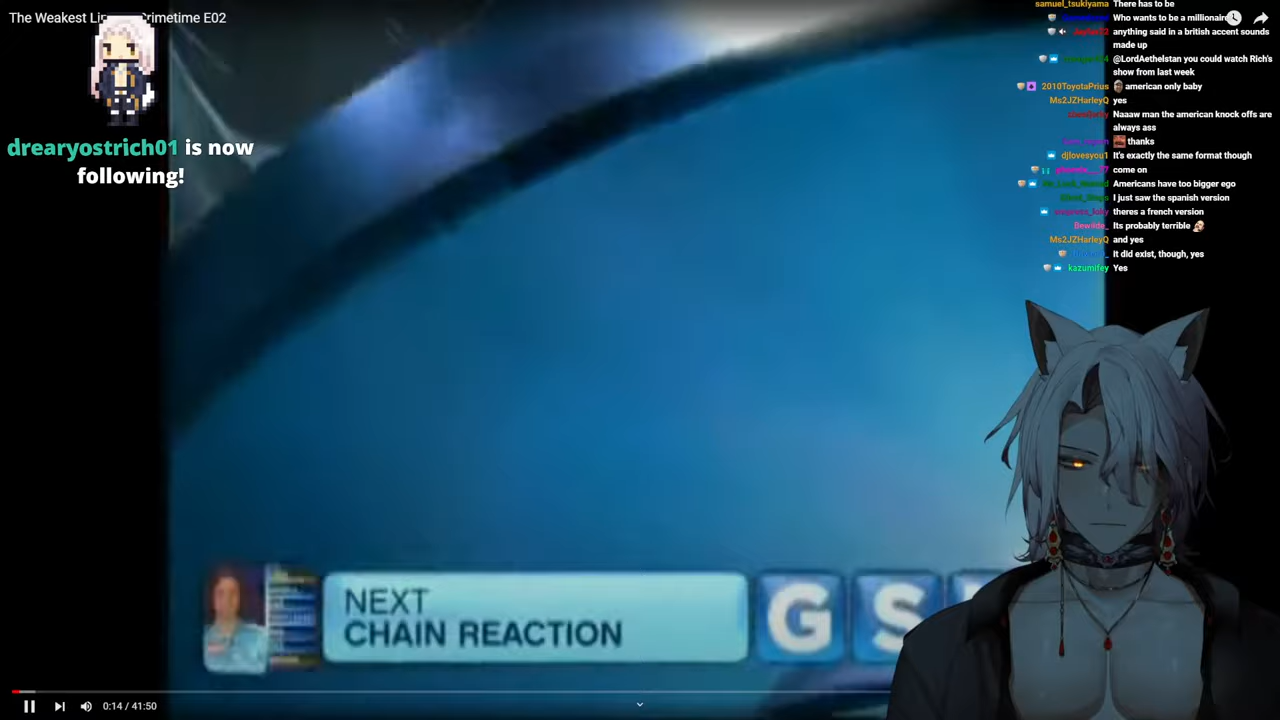 The Weakest Li
rimetime E02
drearyostrich01 is now
following!
samuel_tsukiyama There has to be
Who wants to be a millionaire
anything said in a british accent sounds
made up
@LordAethelstan you could watch Rich's
show from last week
2010ToyotaPrius american only baby
Ms2JZHarleyQ yes
Naaaw man the american knock offs are
always ass
thanks
djlovesyou1 It's exactly the same format though
come on
Americans have too bigger ego
I just saw the spanish version
theres a french version
Bewilde_ Its probably terrible
Ms2JZHarleyQ and yes
It did exist, though, yes
kazumifey Yes
NEXT
CHAIN REACTION
G S
0:14 / 41:50